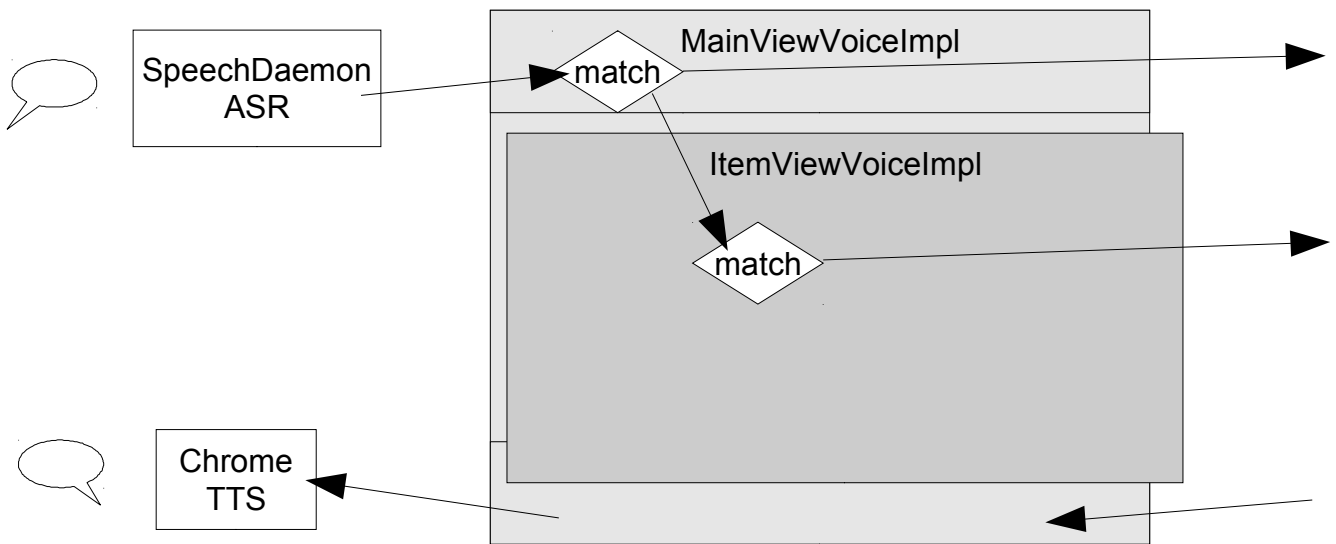 MainViewVoiceImpl
SpeechDaemon
ASR
match
ItemViewVoiceImpl
match
Chrome
TTS